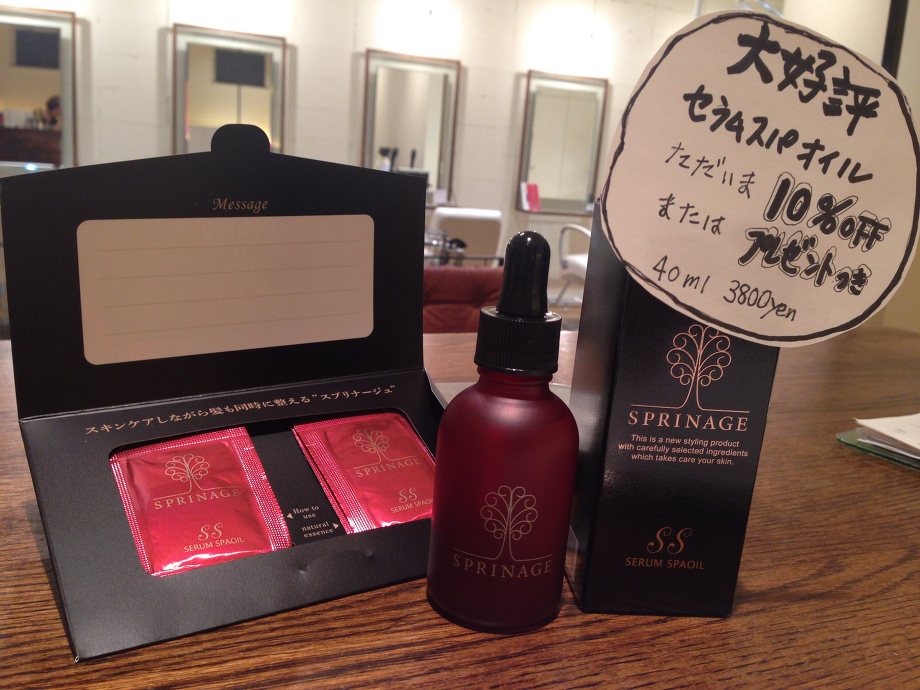 Message
スキンケアしながら髪も同時に整える"スプリナージュ"
SPRINAGE
SS
SERUM SPAOIL
How to
use
natural
essence
SPRINAGE
SS
SERUM SPAOIL
SPRINAGE
大好評
セラムスパオイル
ただいま 10%OFF
または プレゼントつき
40ml 3800yen
SPRINAGE
This is a new styling product
with carefully selected ingredients
which takes care your skin.
SS
SERUM SPAOIL